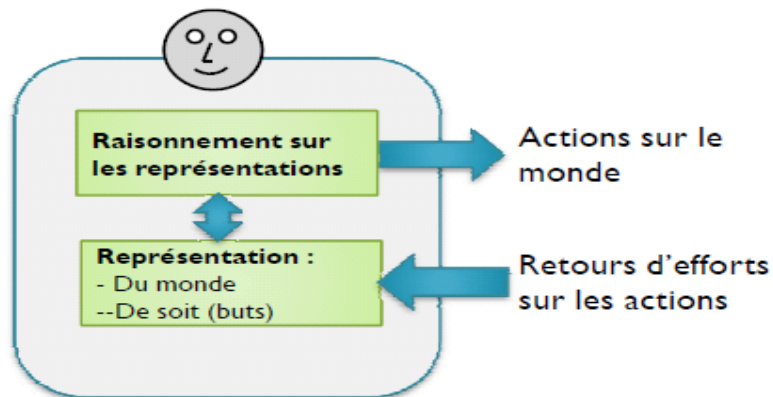 Raisonnement sur
les représentations
Actions sur le
monde
Représentation :
- Du monde
--De soit (buts)
Retours d'efforts
sur les actions